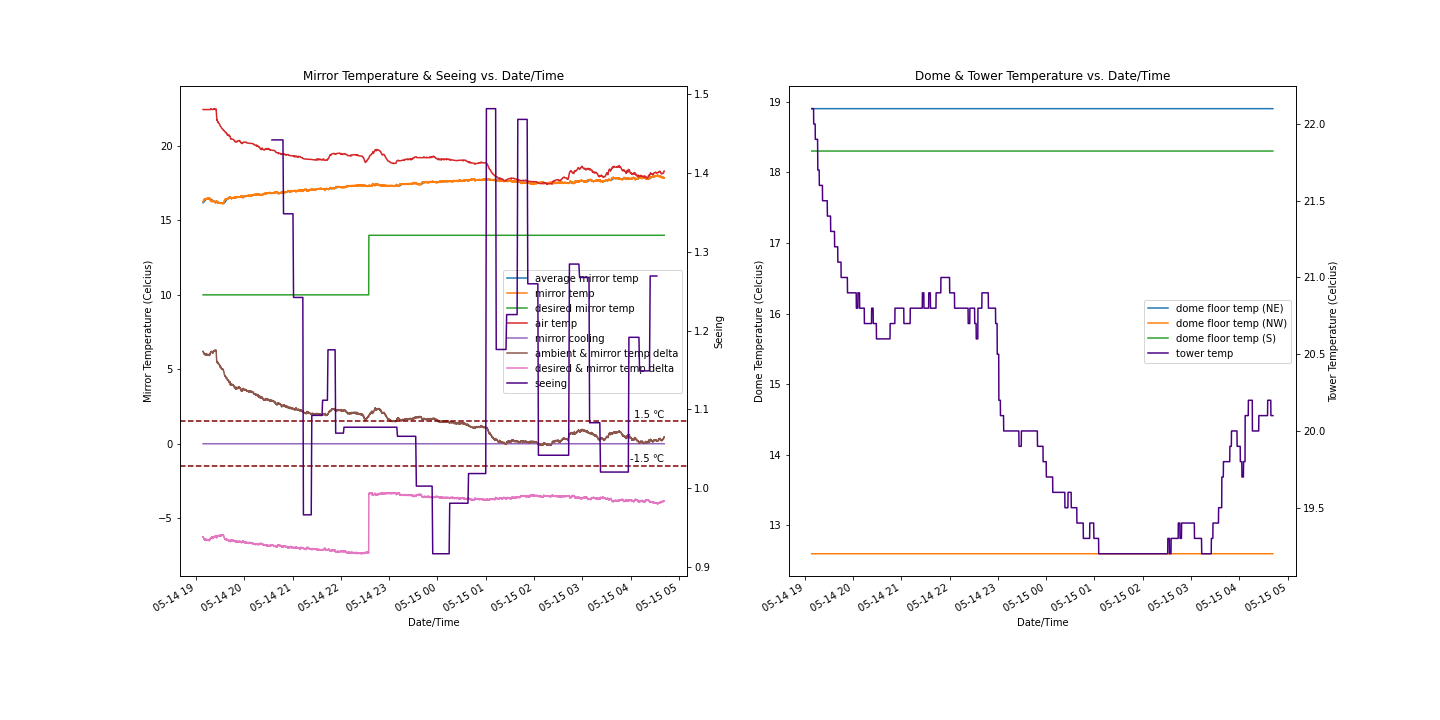 Mirror Temperature & Seeing vs. Date/Time
Mirror Temperature (Celcius)
20
15
10
5
0
−5
1.5
1.4
1.3
1.2
1.1
1.0
0.9
Seeing
average mirror temp
mirror temp
desired mirror temp
air temp
mirror cooling
ambient & mirror temp delta
desired & mirror temp delta
seeing
1.5 °C
-1.5 °C
05-14 19
05-14 20
05-14 21
05-14 22
05-14 23
05-15 00
05-15 01
05-15 02
05-15 03
05-15 04
05-15 05
Date/Time
Dome & Tower Temperature vs. Date/Time
Dome Temperature (Celcius)
19
18
17
16
15
14
13
22.0
21.5
21.0
20.5
20.0
19.5
Tower Temperature (Celcius)
dome floor temp (NE)
dome floor temp (NW)
dome floor temp (S)
tower temp
05-14 19
05-14 20
05-14 21
05-14 22
05-14 23
05-15 00
05-15 01
05-15 02
05-15 03
05-15 04
05-15 05
Date/Time